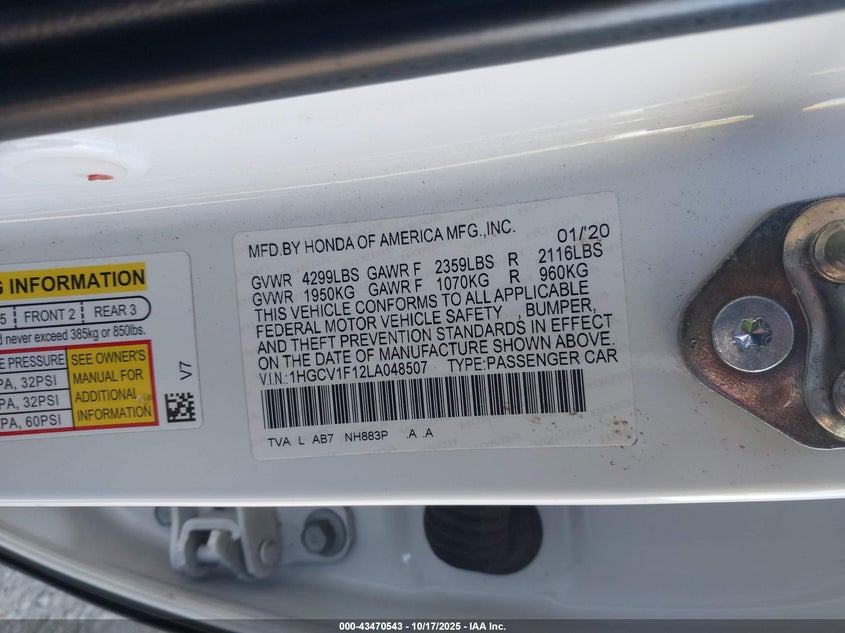 MFD.BY HONDA OF AMERICA MFG.,INC. 01/'20
GVWR 4299LBS GAWR F 2359LBS R 2116LBS
GVWR 1950KG GAWR F 1070KG R 960KG
THIS VEHICLE CONFORMS TO ALL APPLICABLE
FEDERAL MOTOR VEHICLE SAFETY , BUMPER,
AND THEFT PREVENTION STANDARDS IN EFFECT
ON THE DATE OF MANUFACTURE SHOWN ABOVE.
V.I.N.:1HGCV1F12LA048507 TYPE:PASSENGER CAR
TVA L AB7 NH883P .A .A
G INFORMATION
5 FRONT 2 REAR 3
d never exceed 385kg or 850lbs.
E PRESSURE
PA, 32PSI
PA, 32PSI
PA, 60PSI
SEE OWNER'S
MANUAL FOR
ADDITIONAL
INFORMATION
V7
000-43470543 | 10/17/2025 - IAA Inc.